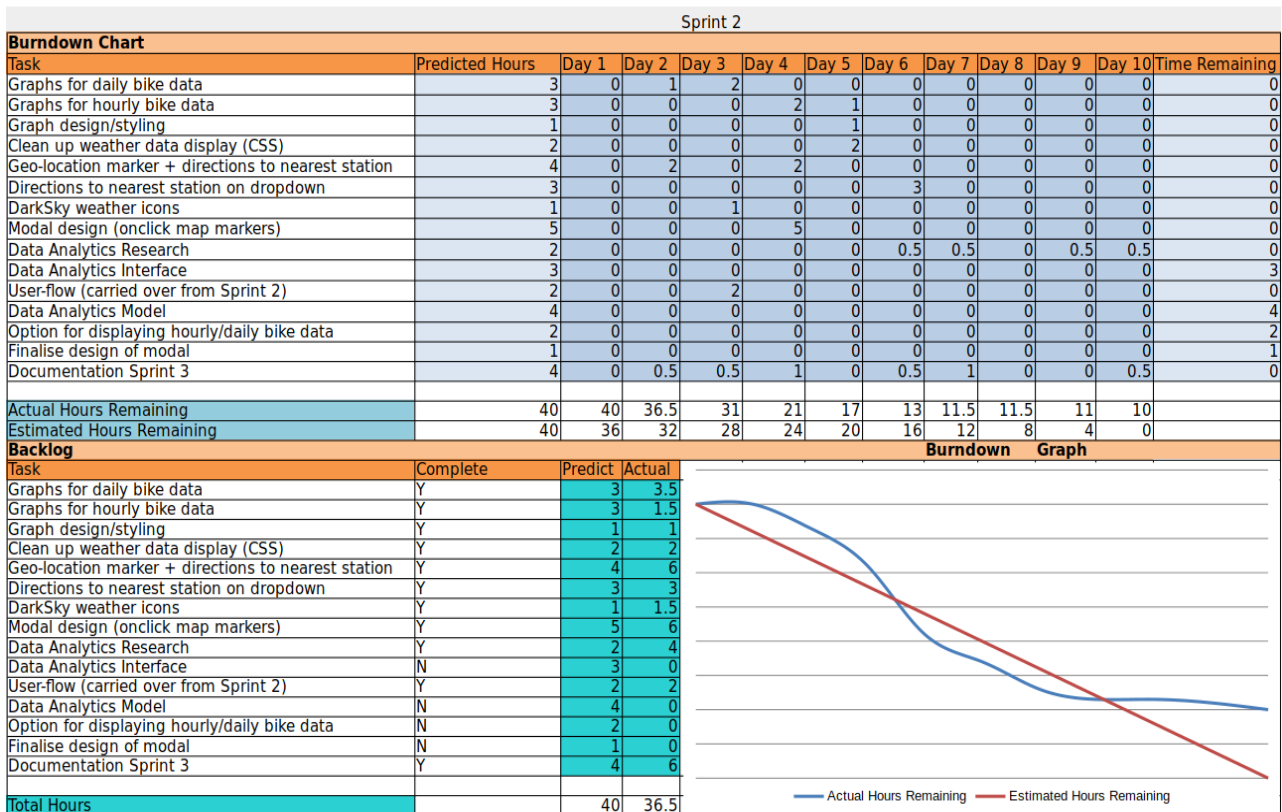 Sprint 2
Burndown Chart
Task Predicted Hours Day 1 Day 2 Day 3 Day 4 Day 5 Day 6 Day 7 Day 8 Day 9 Day 10 Time Remaining
Graphs for daily bike data 3 0 1 2 0 0 0 0 0 0 0 0
Graphs for hourly bike data 3 0 0 0 2 1 0 0 0 0 0 0
Graph design/styling 1 0 0 0 0 1 0 0 0 0 0 0
Clean up weather data display (CSS) 2 0 0 0 0 2 0 0 0 0 0 0
Geo-location marker + directions to nearest station 4 0 2 0 2 0 0 0 0 0 0 0
Directions to nearest station on dropdown 3 0 0 0 0 0 3 0 0 0 0 0
DarkSky weather icons 1 0 0 1 0 0 0 0 0 0 0 0
Modal design (onclick map markers) 5 0 0 0 5 0 0 0 0 0 0 0
Data Analytics Research 2 0 0 0 0 0 0.5 0.5 0 0.5 0.5 0
Data Analytics Interface 3 0 0 0 0 0 0 0 0 0 0 3
User-flow (carried over from Sprint 2) 2 0 0 2 0 0 0 0 0 0 0 0
Data Analytics Model 4 0 0 0 0 0 0 0 0 0 0 4
Option for displaying hourly/daily bike data 2 0 0 0 0 0 0 0 0 0 0 2
Finalise design of modal 1 0 0 0 0 0 0 0 0 0 0 1
Documentation Sprint 3 4 0 0.5 0.5 1 0 0.5 1 0 0 0.5 0
Actual Hours Remaining 40 40 36.5 31 21 17 13 11.5 11.5 11 10
Estimated Hours Remaining 40 36 32 28 24 20 16 12 8 4 0
Backlog Burndown Graph
Task Complete Predict Actual
Graphs for daily bike data Y 3 3.5
Graphs for hourly bike data Y 3 1.5
Graph design/styling Y 1 1
Clean up weather data display (CSS) Y 2 2
Geo-location marker + directions to nearest station Y 4 6
Directions to nearest station on dropdown Y 3 3
DarkSky weather icons Y 1 1.5
Modal design (onclick map markers) Y 5 6
Data Analytics Research Y 2 4
Data Analytics Interface N 3 0
User-flow (carried over from Sprint 2) Y 2 2
Data Analytics Model N 4 0
Option for displaying hourly/daily bike data N 2 0
Finalise design of modal N 1 0
Documentation Sprint 3 Y 4 6
Total Hours 40 36.5
Actual Hours Remaining Estimated Hours Remaining